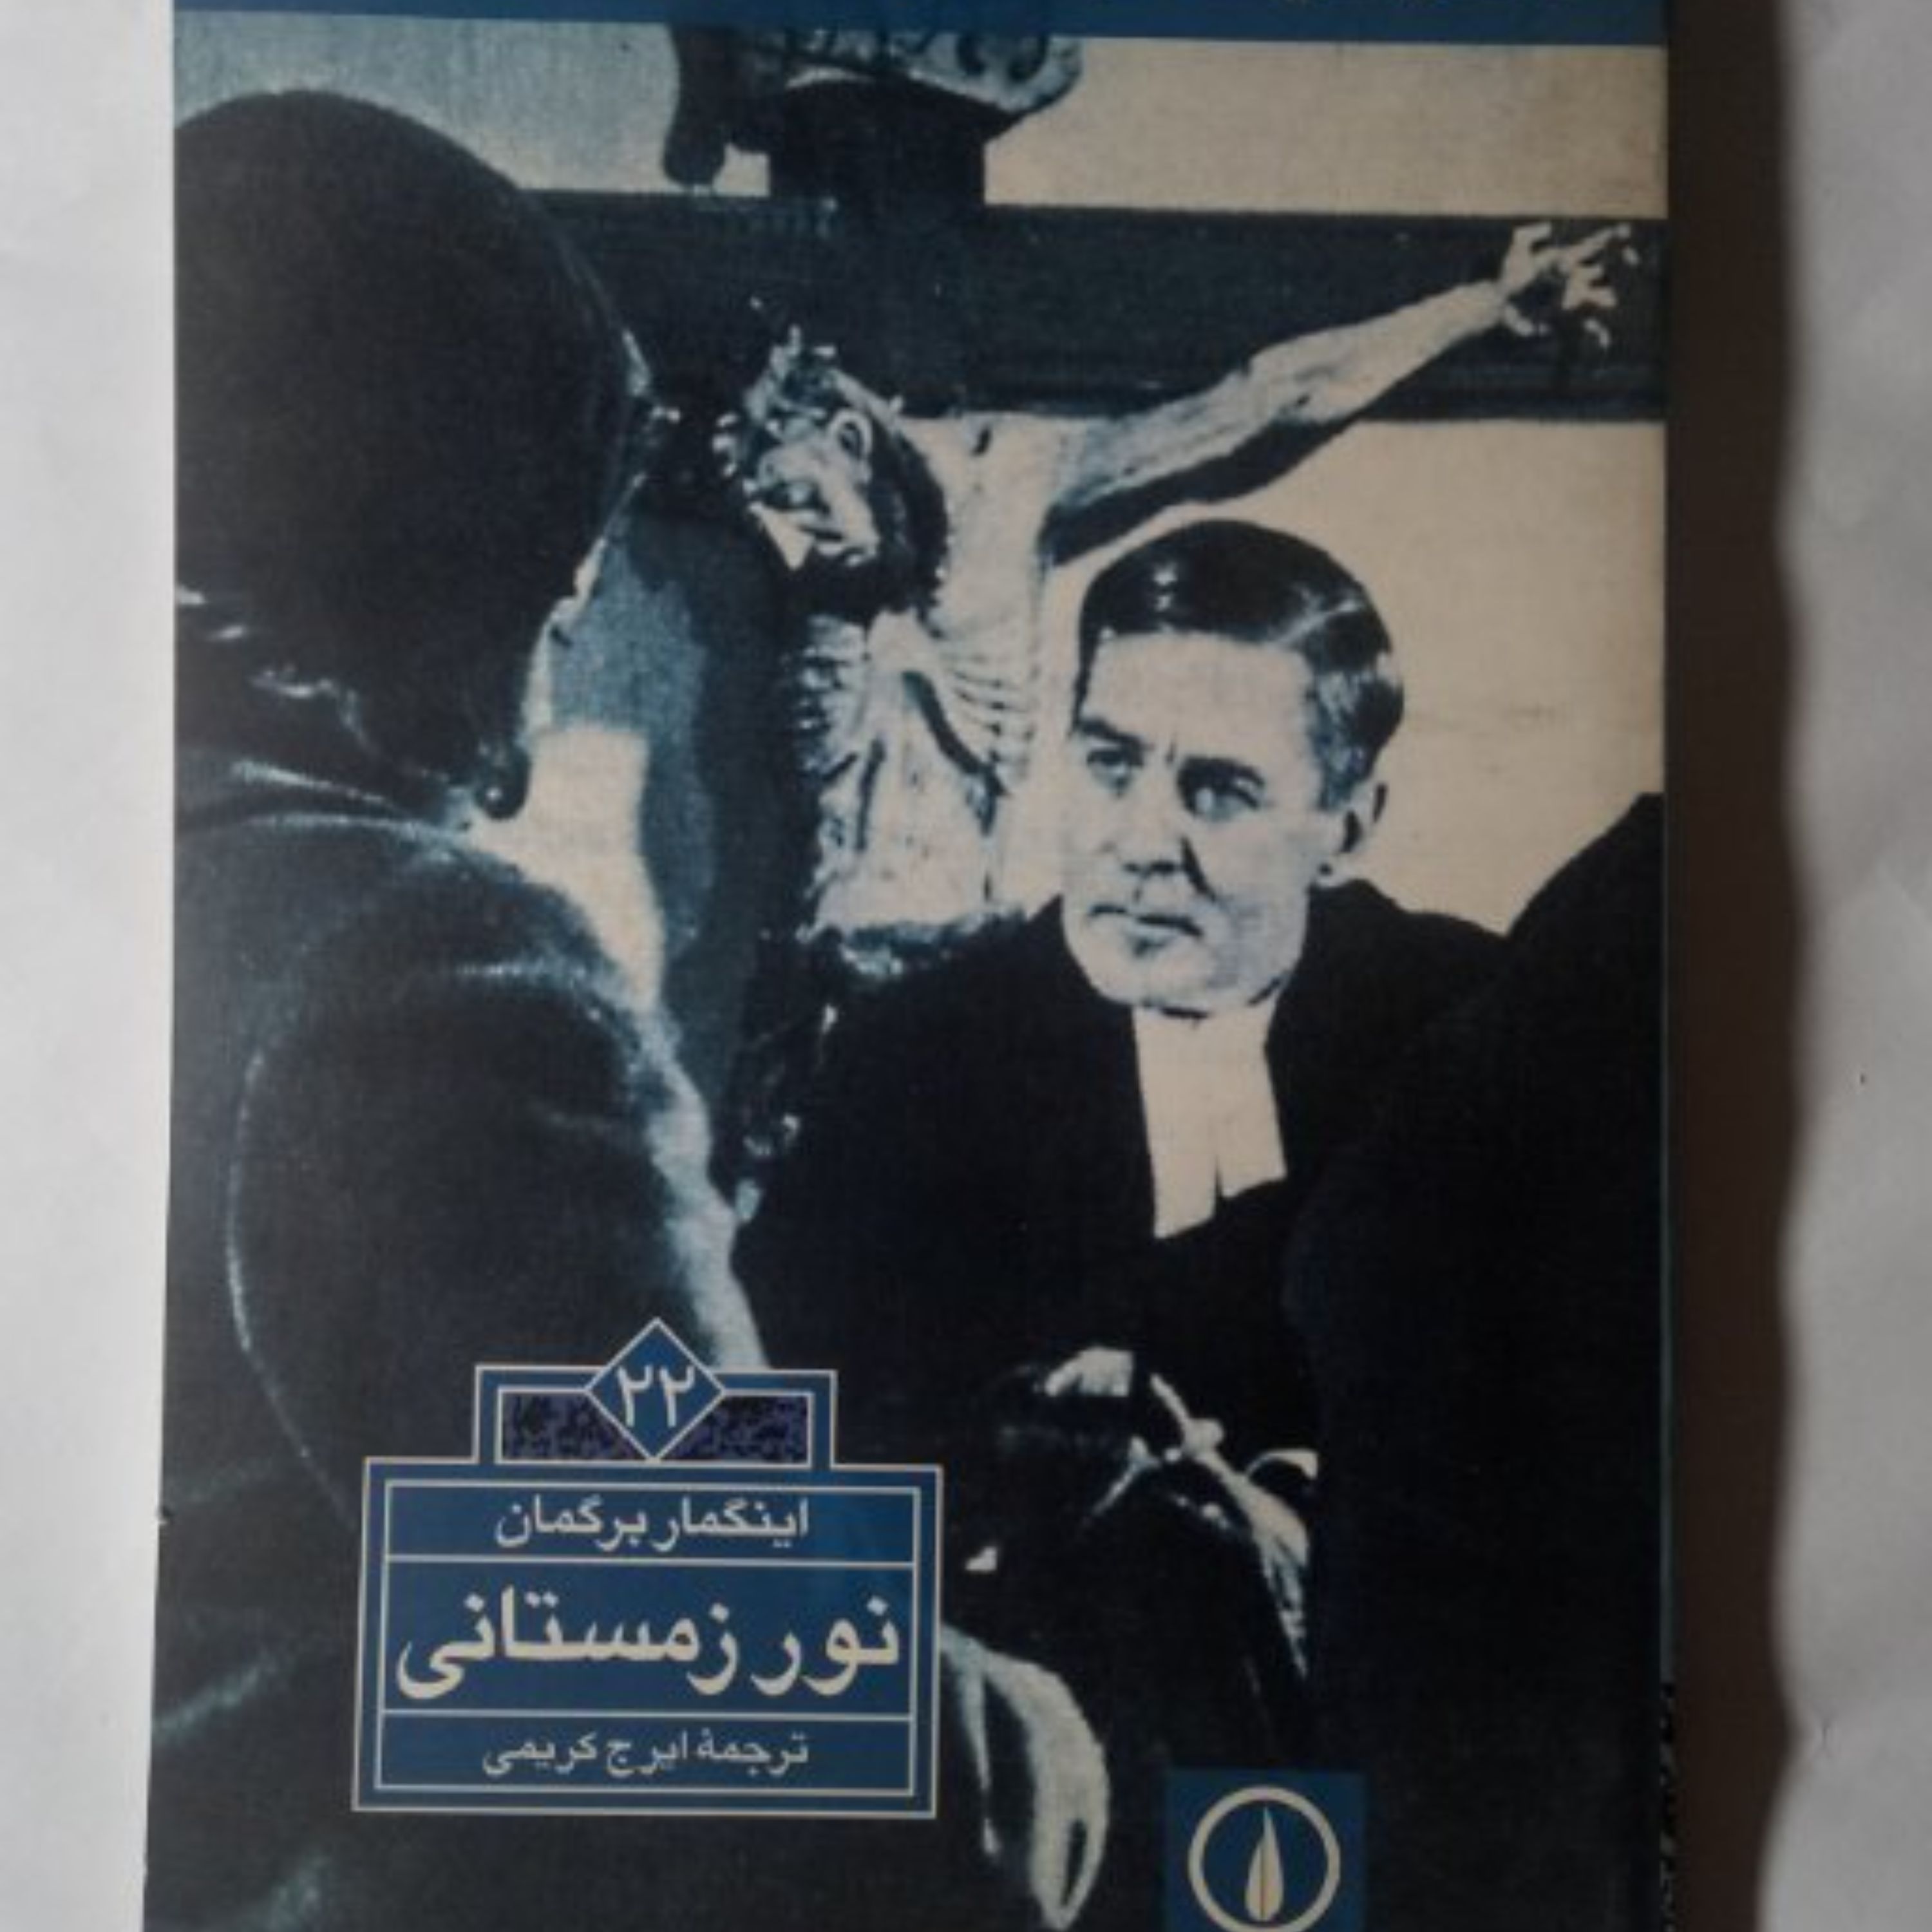 ۲۲
اینگمار برگمان
نور زمستانی
ترجمهٔ ایرج کریمی